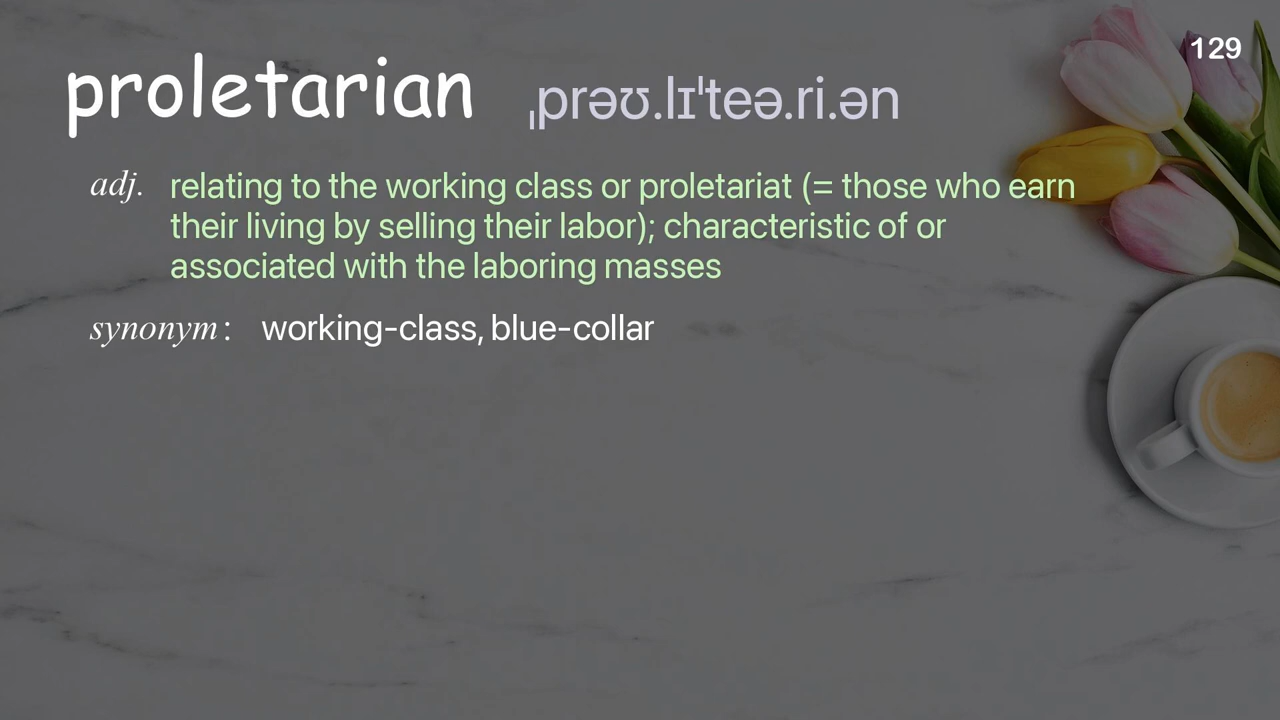 129
proletarian ˌprəʊ.lɪˈteə.ri.ən
adj. relating to the working class or proletariat (= those who earn
their living by selling their labor); characteristic of or
associated with the laboring masses
synonym: working-class, blue-collar